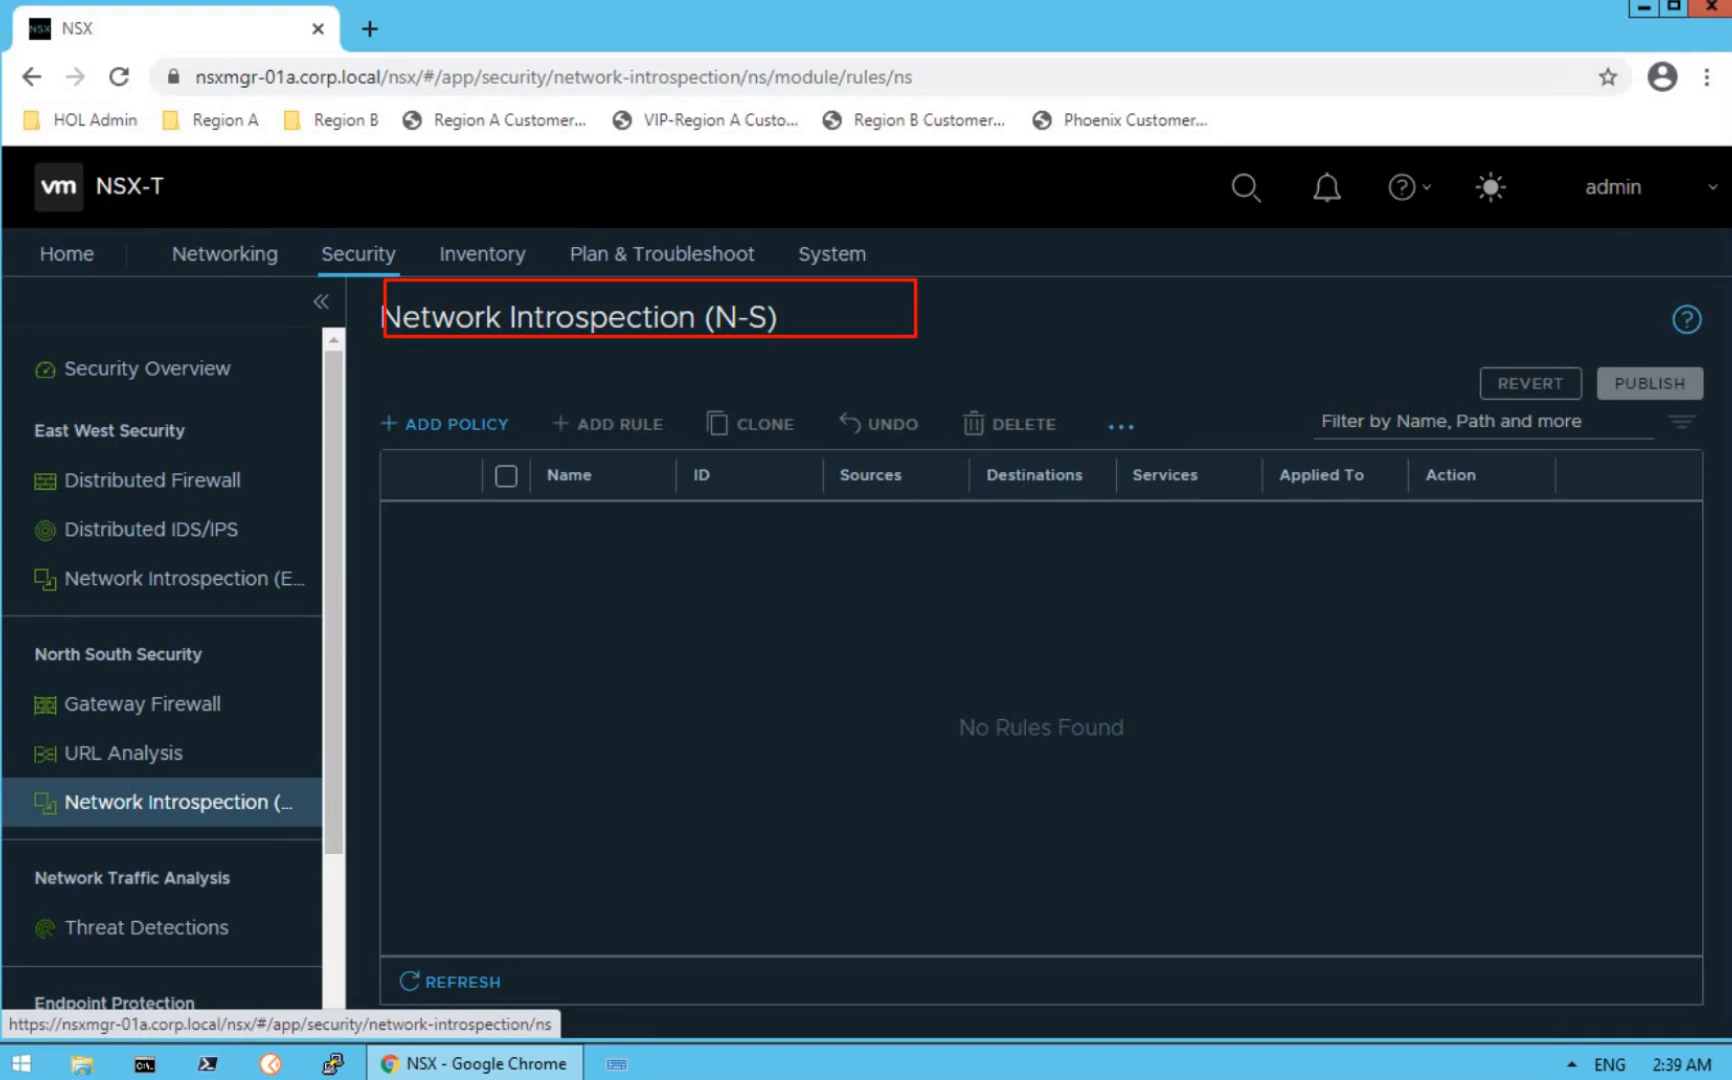 NSX
nsxmgr-01a.corp.local/nsx/#/app/security/network-introspection/ns/module/rules/ns
HOL Admin Region A Region B Region A Customer... VIP-Region A Custo... Region B Customer... Phoenix Customer...
vm NSX-T admin
Home Networking Security Inventory Plan & Troubleshoot System
Network Introspection (N-S)
REVERT PUBLISH
+ ADD POLICY + ADD RULE CLONE UNDO DELETE ... Filter by Name, Path and more
Name ID Sources Destinations Services Applied To Action
No Rules Found
REFRESH
Security Overview
East West Security
Distributed Firewall
Distributed IDS/IPS
Network Introspection (E...
North South Security
Gateway Firewall
URL Analysis
Network Introspection (...
Network Traffic Analysis
Threat Detections
Endpoint Protection
https://nsxmgr-01a.corp.local/nsx/#/app/security/network-introspection/ns
NSX - Google Chrome ENG 2:39 AM